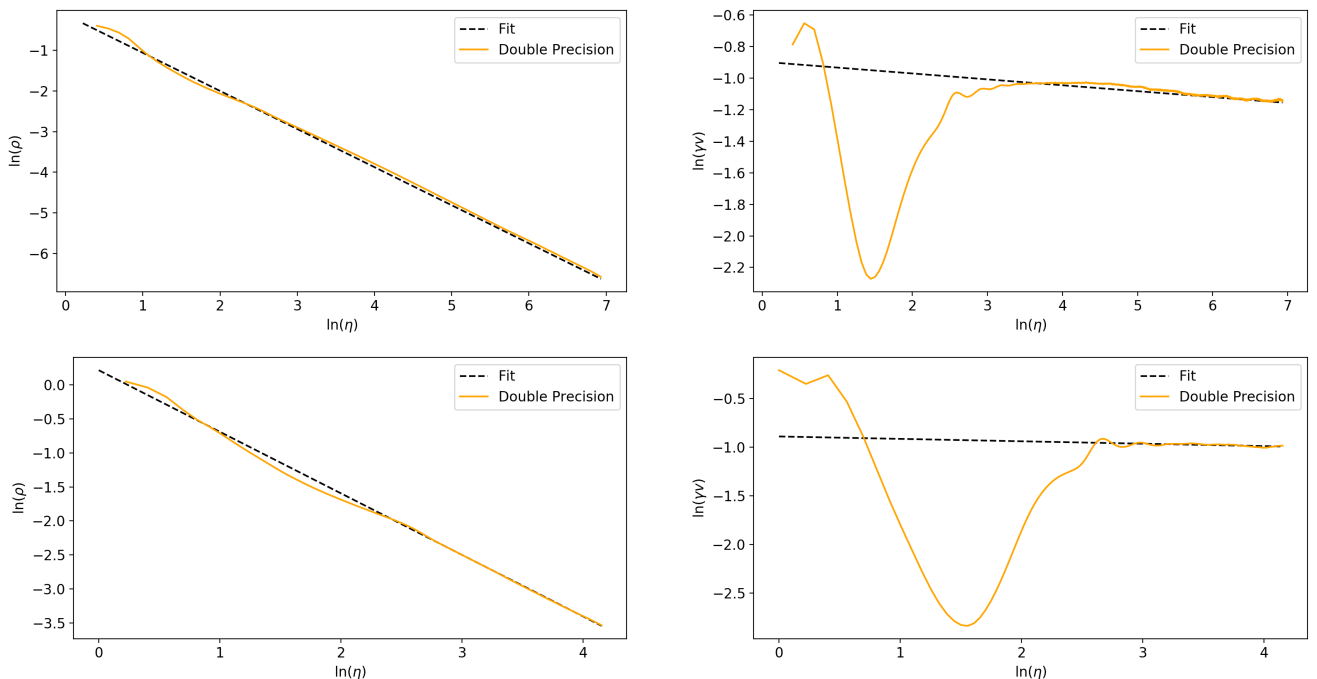 Fit
Double Precision
ln(ρ)
−1
−2
−3
−4
−5
−6
0 1 2 3 4 5 6 7
ln(η)
Fit
Double Precision
ln(γv)
−0.6
−0.8
−1.0
−1.2
−1.4
−1.6
−1.8
−2.0
−2.2
0 1 2 3 4 5 6 7
ln(η)
Fit
Double Precision
ln(ρ)
0.0
−0.5
−1.0
−1.5
−2.0
−2.5
−3.0
−3.5
0 1 2 3 4
ln(η)
Fit
Double Precision
ln(γv)
−0.5
−1.0
−1.5
−2.0
−2.5
0 1 2 3 4
ln(η)